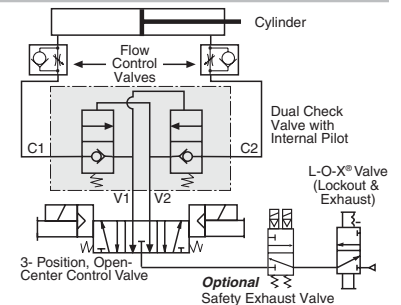 Cylinder
Flow
Control
Valves
Dual Check
Valve with
Internal Pilot
C1
C2
L-O-X® Valve
(Lockout &
Exhaust)
V1
V2
3- Position, Open-
Center Control Valve
Optional
Safety Exhaust Valve